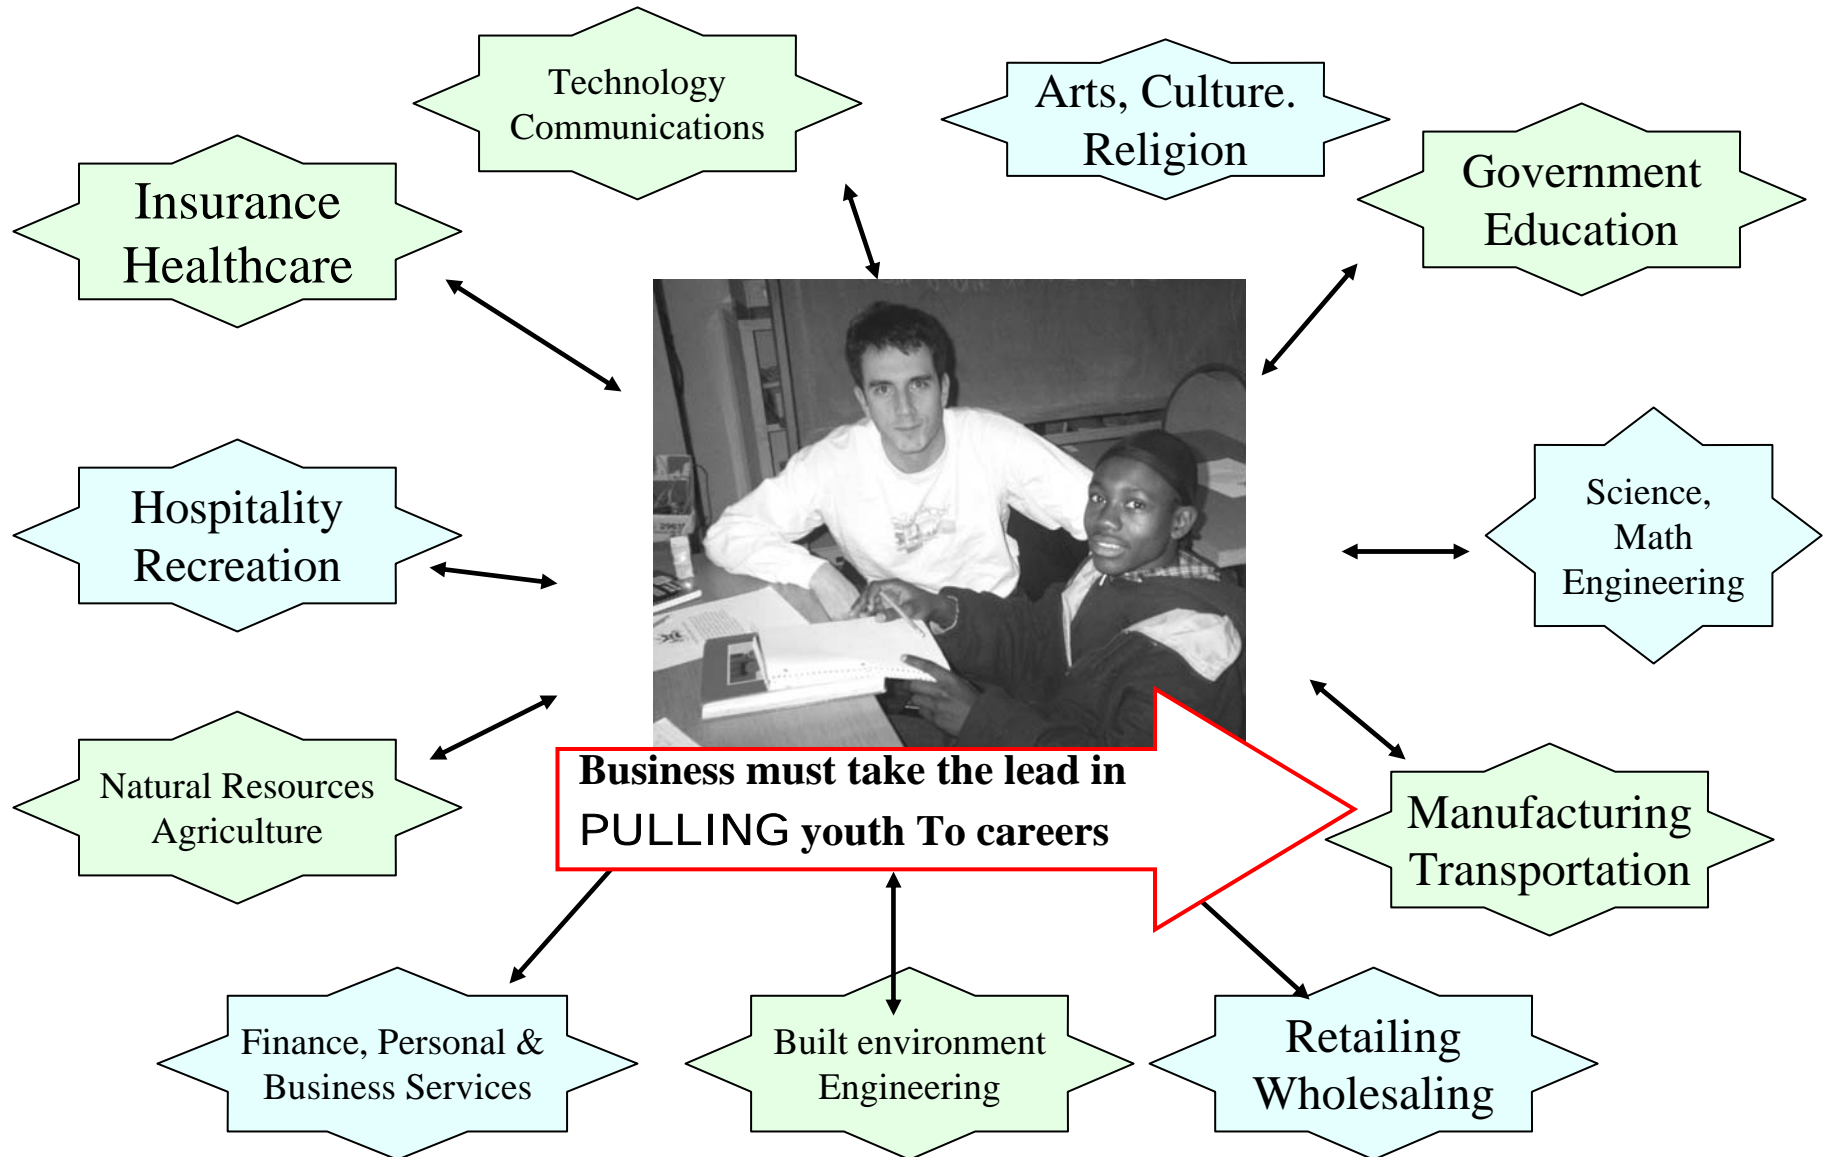 Technology
Communications
Arts, Culture.
Religion
Government
Education
Insurance
Healthcare
Hospitality
Recreation
Science,
Math
Engineering
Natural Resources
Agriculture
Business must take the lead in
PULLING youth To careers
Manufacturing
Transportation
Finance, Personal &
Business Services
Built environment
Engineering
Retailing
Wholesaling